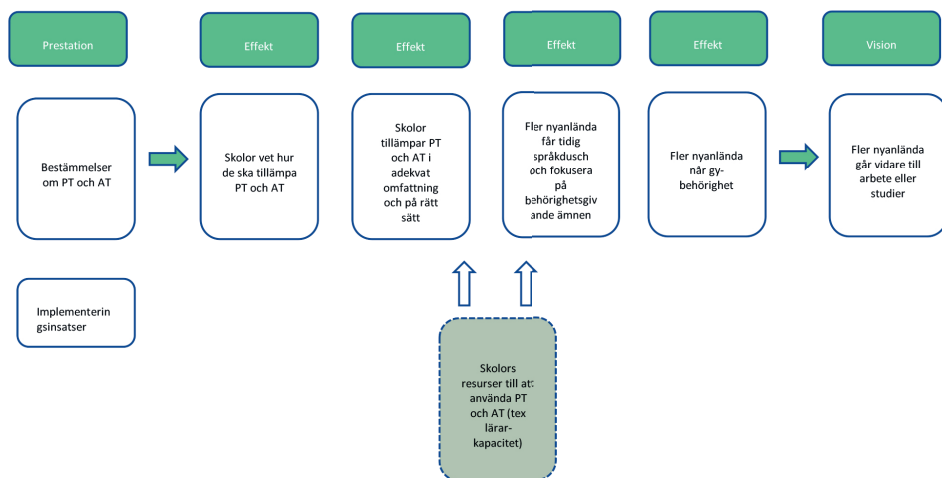 Prestation
Effekt
Effekt
Effekt
Effekt
Vision
Bestämmelser
om PT och AT
Skolor vet hur
de ska tillämpa
PT och AT
Skolor
tillämpar PT
och AT i
adekvat
omfattning
och på rätt
sätt
Fler nyanlända
får tidig
språkdusch
och fokusera
på
behörighetsgiv
ande ämnen
Fler nyanlända
når gy-
behörighet
Fler nyanlända
går vidare till
arbete eller
studier
Implementerin
gsinsatser
Skolors
resurser till att
använda PT
och AT (tex
lärar-
kapacitet)